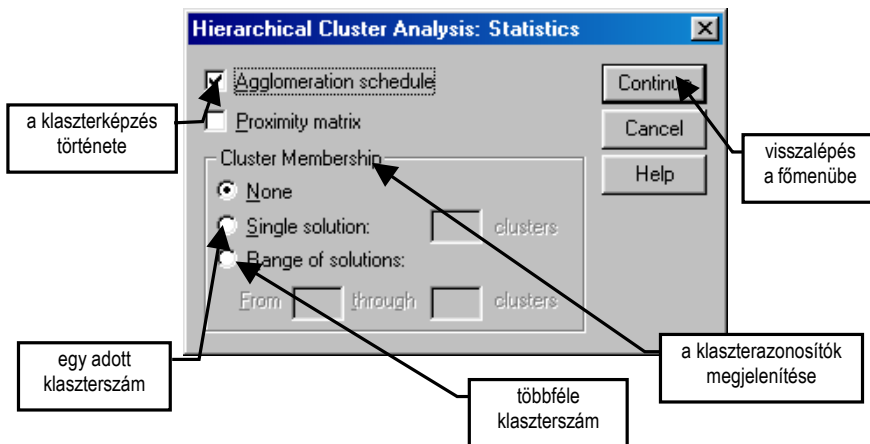 Hierarchical Cluster Analysis: Statistics
Agglomeration schedule
Continue
a klaszterképzés
története
Proximity matrix
Cancel
visszalépés
a főmenübe
Cluster Membership
Help
None
Single solution: clusters
Range of solutions:
From through clusters
egy adott
klaszterszám
a klaszterazonosítók
megjelenítése
többféle
klaszterszám